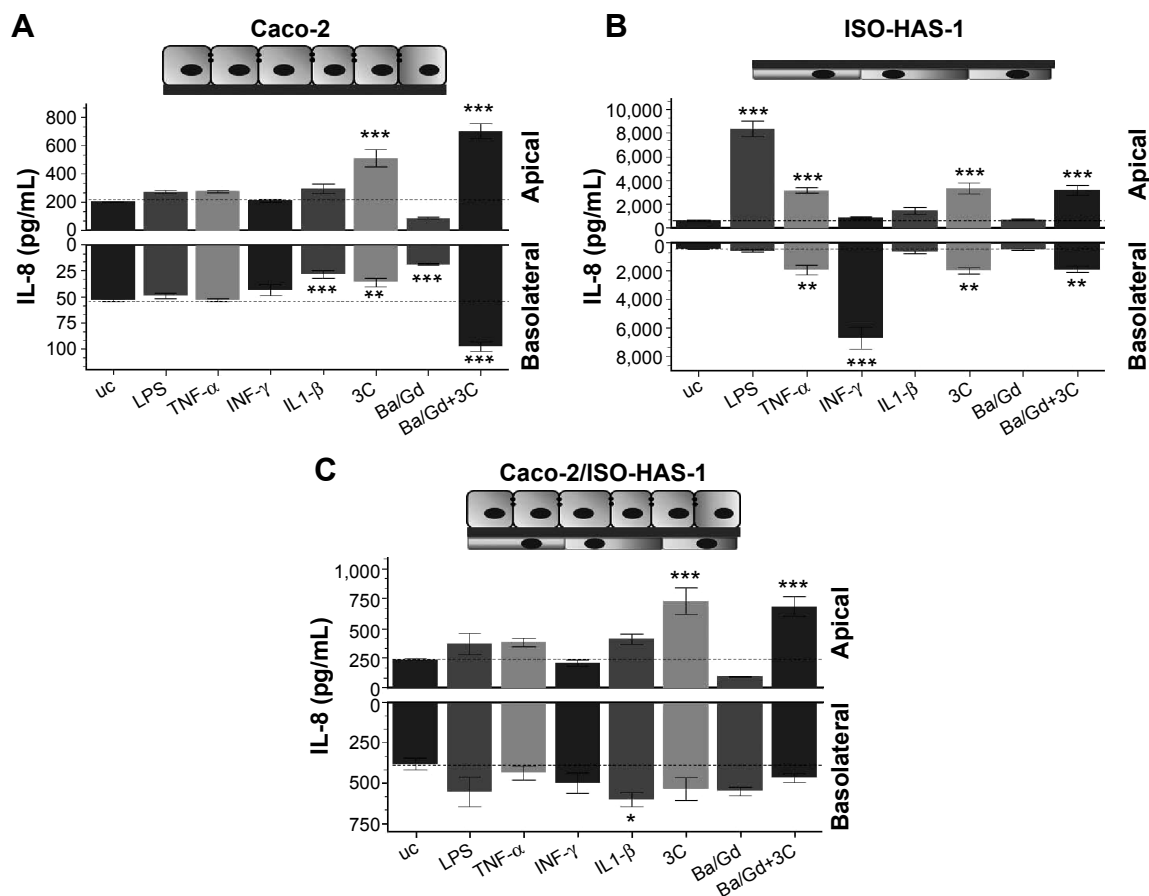 A
Caco-2
B
ISO-HAS-1
IL-8 (pg/mL)
800
600
400
200
0
0
25
50
75
100
***
***
***
**
***
***
Apical
Basolateral
uc
LPS
TNF-α
INF-γ
IL1-β
3C
Ba/Gd
Ba/Gd+3C
IL-8 (pg/mL)
10,000
8,000
6,000
4,000
2,000
0
0
2,000
4,000
6,000
8,000
***
***
***
***
**
***
**
**
Apical
Basolateral
uc
LPS
TNF-α
INF-γ
IL1-β
3C
Ba/Gd
Ba/Gd+3C
C
Caco-2/ISO-HAS-1
IL-8 (pg/mL)
1,000
750
500
250
0
0
250
500
750
***
***
*
Apical
Basolateral
uc
LPS
TNF-α
INF-γ
IL1-β
3C
Ba/Gd
Ba/Gd+3C